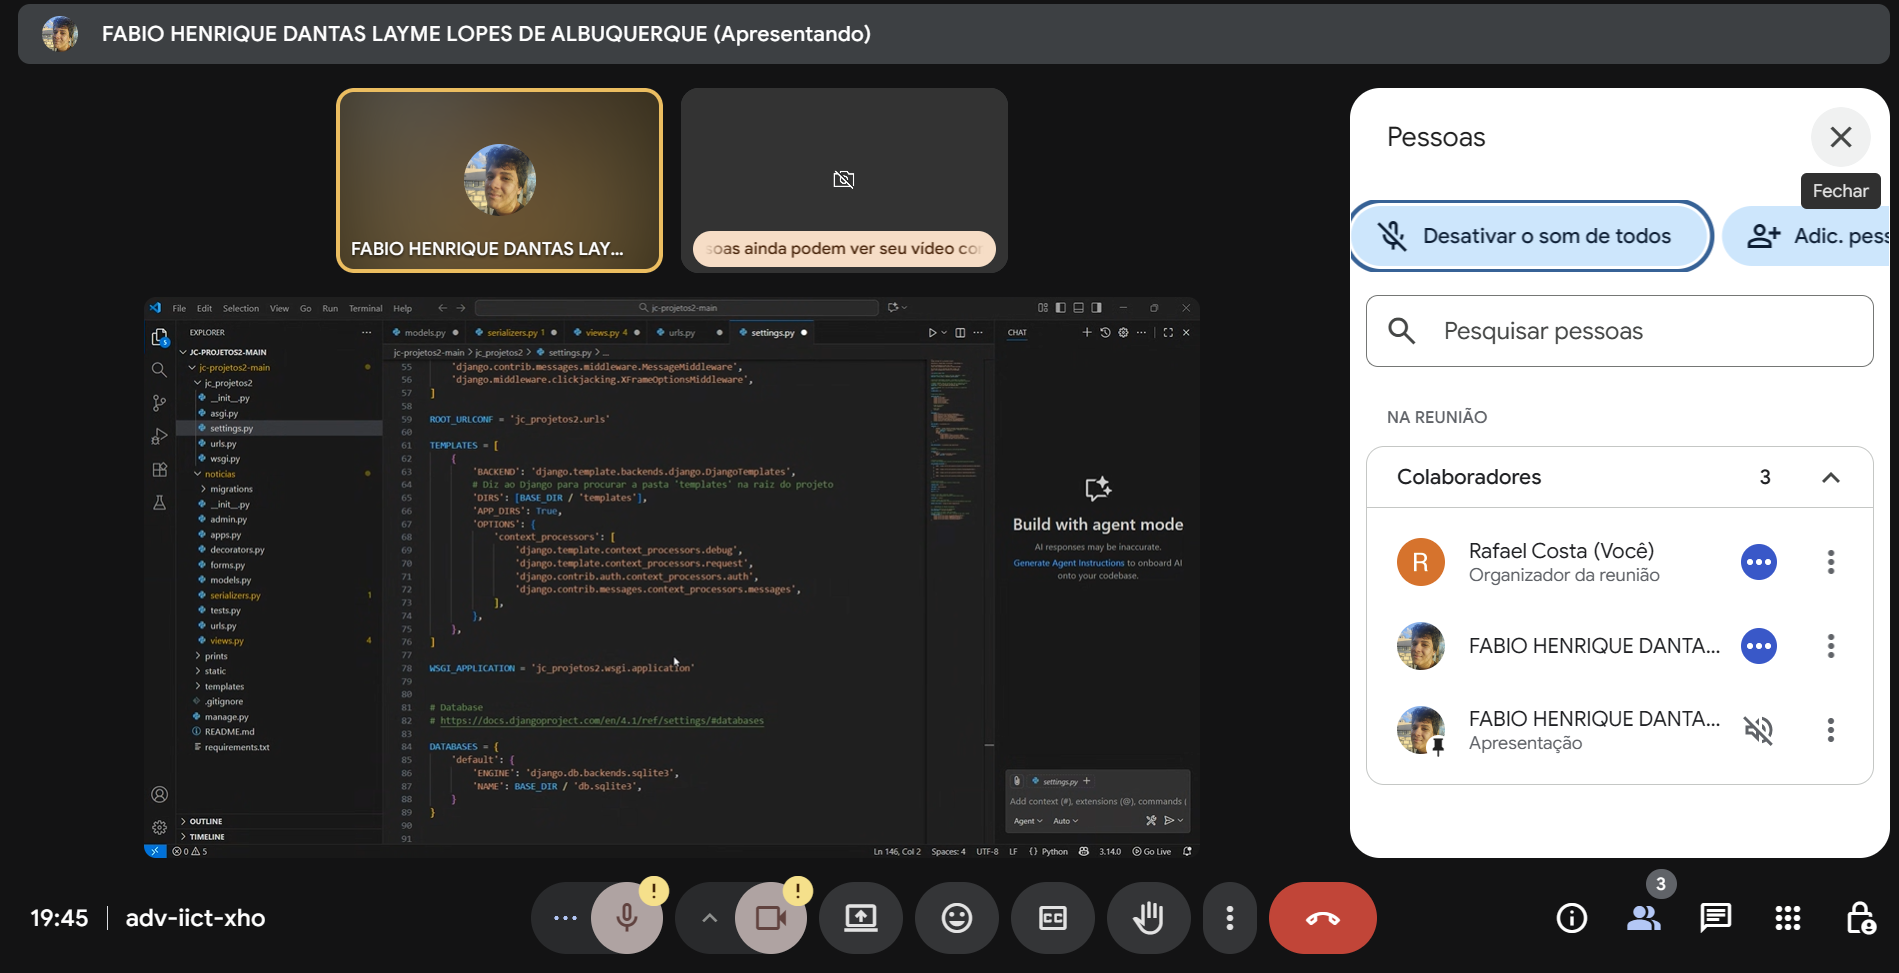 FABIO HENRIQUE DANTAS LAYME LOPES DE ALBUQUERQUE (Apresentando)
FABIO HENRIQUE DANTAS LAY...
soas ainda podem ver seu vídeo
File Edit Selection View Go Run Terminal Help
jc-projetos2-main
EXPLORER
JC-PROJETOS2-MAIN
jc-projetos2-main
jc_projetos2
__init__.py
asgi.py
settings.py
urls.py
wsgi.py
noticias
migrations
__init__.py
admin.py
apps.py
decorators.py
forms.py
models.py
serializers.py 1
tests.py
urls.py
views.py 4
prints
static
templates
.gitignore
manage.py
README.md
requirements.txt
OUTLINE
TIMELINE
models.py serializers.py 1 views.py 4 urls.py settings.py
jc-projetos2-main > jc_projetos2 > settings.py > ...
55 'django.contrib.messages.middleware.MessageMiddleware',
56 'django.middleware.clickjacking.XFrameOptionsMiddleware',
57 ]
58
59 ROOT_URLCONF = 'jc_projetos2.urls'
60
61 TEMPLATES = [
62 {
63 'BACKEND': 'django.template.backends.django.DjangoTemplates',
64 # Diz ao Django para procurar a pasta 'templates' na raiz do projeto
65 'DIRS': [BASE_DIR / 'templates'],
66 'APP_DIRS': True,
67 'OPTIONS': {
68 'context_processors': [
69 'django.template.context_processors.debug',
70 'django.template.context_processors.request',
71 'django.contrib.auth.context_processors.auth',
72 'django.contrib.messages.context_processors.messages',
73 ],
74 },
75 },
76 ]
77
78 WSGI_APPLICATION = 'jc_projetos2.wsgi.application'
79
80
81 # Database
82 # https://docs.djangoproject.com/en/4.1/ref/settings/#databases
83
84 DATABASES = {
85 'default': {
86 'ENGINE': 'django.db.backends.sqlite3',
87 'NAME': BASE_DIR / 'db.sqlite3',
88 }
89 }
90
91
CHAT
Build with agent mode
AI responses may be inaccurate.
Generate Agent Instructions to onboard AI
onto your codebase.
settings.py
Add context (#), extensions (@), commands (
Agent Auto
0 5
Ln 146, Col 2 Spaces: 4 UTF-8 LF {} Python 3.14.0 Go Live
Pessoas
Fechar
Desativar o som de todos
Adic. pess
Pesquisar pessoas
NA REUNIÃO
Colaboradores 3
R
Rafael Costa (Você)
Organizador da reunião
FABIO HENRIQUE DANTA...
FABIO HENRIQUE DANTA...
Apresentação
19:45 adv-iict-xho
!
!
CC
3